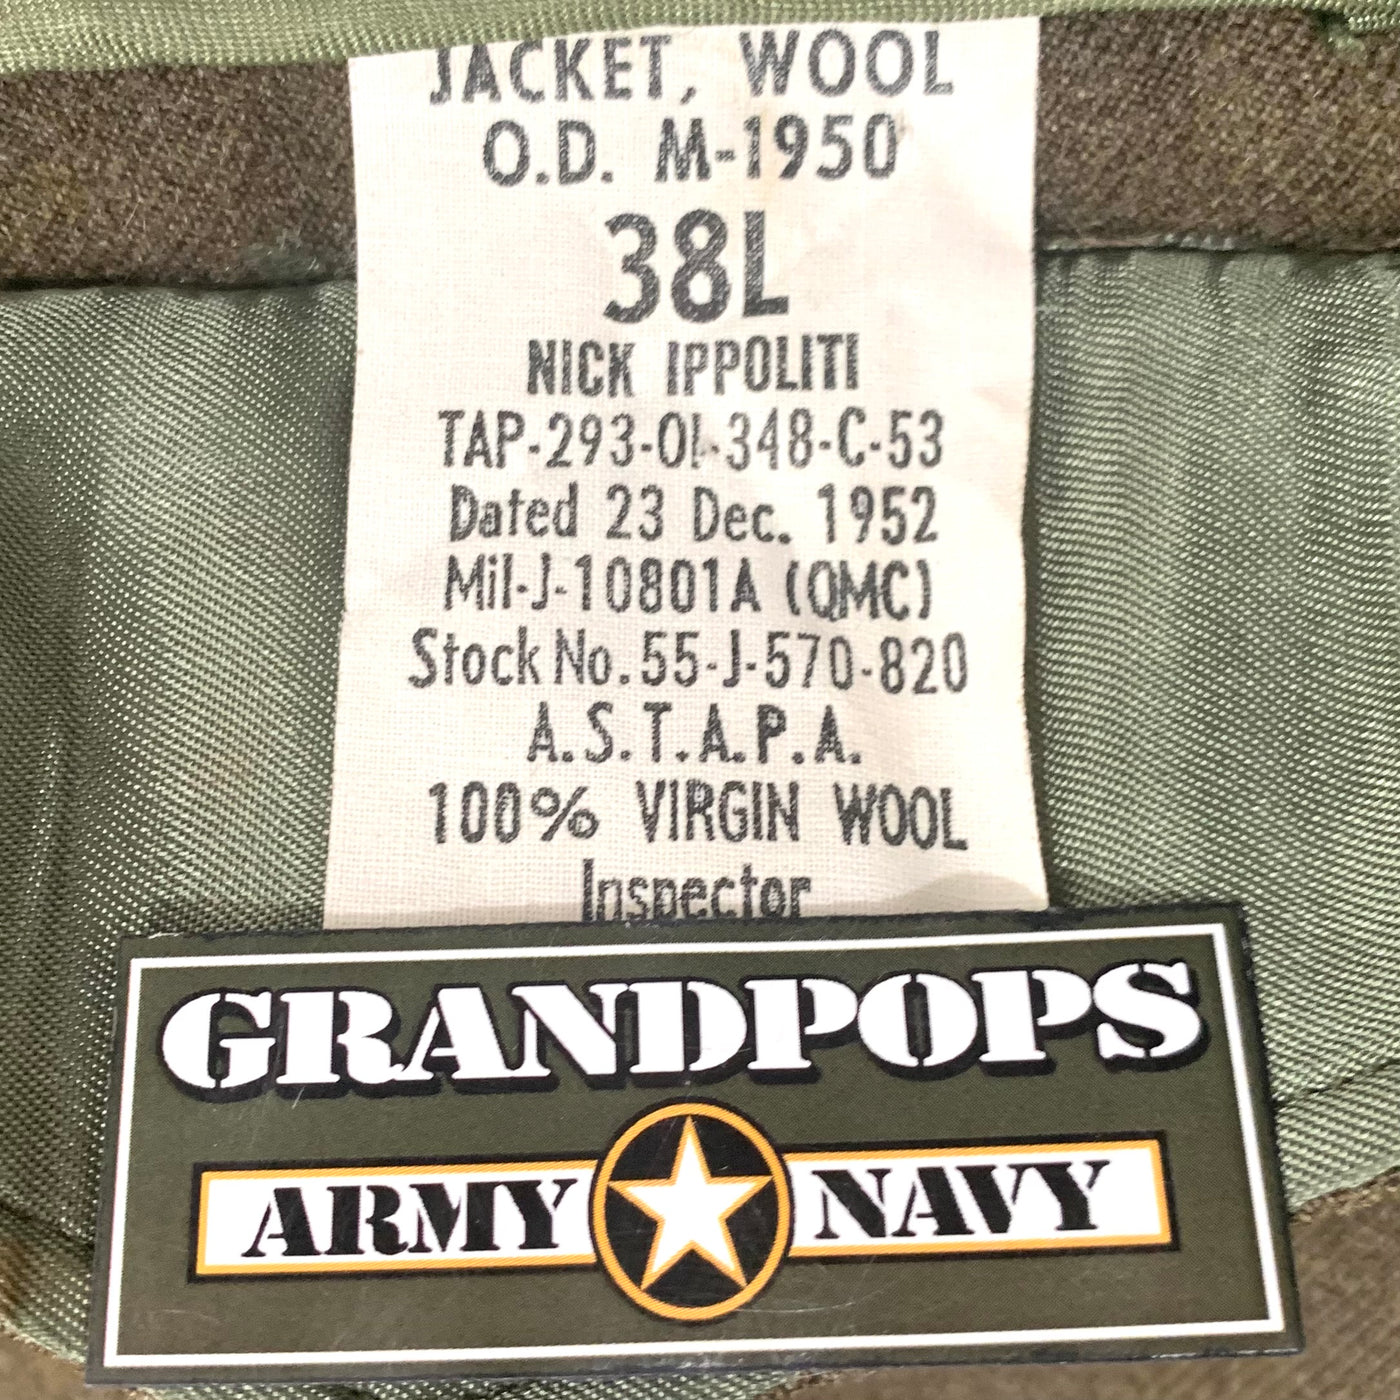 JACKET, WOOL
O.D. M-1950
38L
NICK IPPOLITI
TAP-293-OI-348-C-53
Dated 23 Dec. 1952
Mil-J-10801A (QMC)
Stock No. 55-J-570-820
A.S.T.A.P.A.
100% VIRGIN WOOL
Inspector
GRANDPOPS
ARMY NAVY